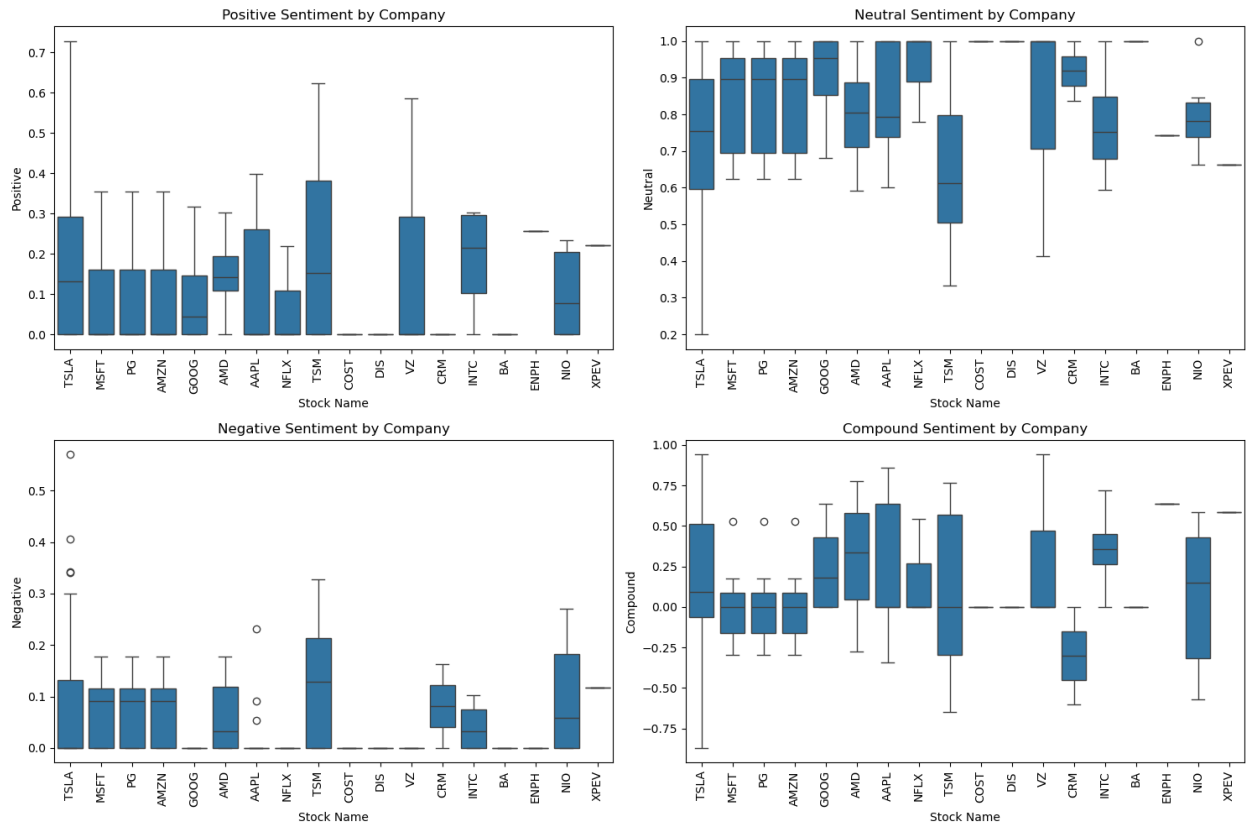 Positive Sentiment by Company
0.7
0.6
0.5
0.4
0.3
0.2
0.1
0.0
Positive
TSLA
MSFT
PG
AMZN
GOOG
AMD
AAPL
NFLX
TSM
COST
DIS
VZ
CRM
INTC
BA
ENPH
NIO
XPEV
Stock Name
Neutral Sentiment by Company
1.0
0.9
0.8
0.7
0.6
0.5
0.4
0.3
0.2
Neutral
TSLA
MSFT
PG
AMZN
GOOG
AMD
AAPL
NFLX
TSM
COST
DIS
VZ
CRM
INTC
BA
ENPH
NIO
XPEV
Stock Name
Negative Sentiment by Company
0.5
0.4
0.3
0.2
0.1
0.0
Negative
TSLA
MSFT
PG
AMZN
GOOG
AMD
AAPL
NFLX
TSM
COST
DIS
VZ
CRM
INTC
BA
ENPH
NIO
XPEV
Stock Name
Compound Sentiment by Company
1.00
0.75
0.50
0.25
0.00
−0.25
−0.50
−0.75
Compound
TSLA
MSFT
PG
AMZN
GOOG
AMD
AAPL
NFLX
TSM
COST
DIS
VZ
CRM
INTC
BA
ENPH
NIO
XPEV
Stock Name